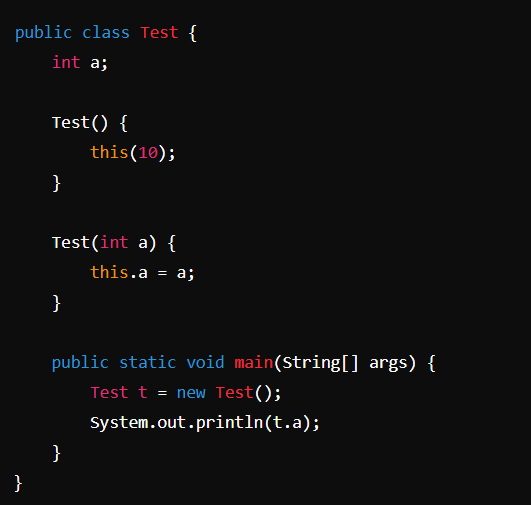 public class Test {
    int a;

    Test() {
        this(10);
    }

    Test(int a) {
        this.a = a;
    }

    public static void main(String[] args) {
        Test t = new Test();
        System.out.println(t.a);
    }
}